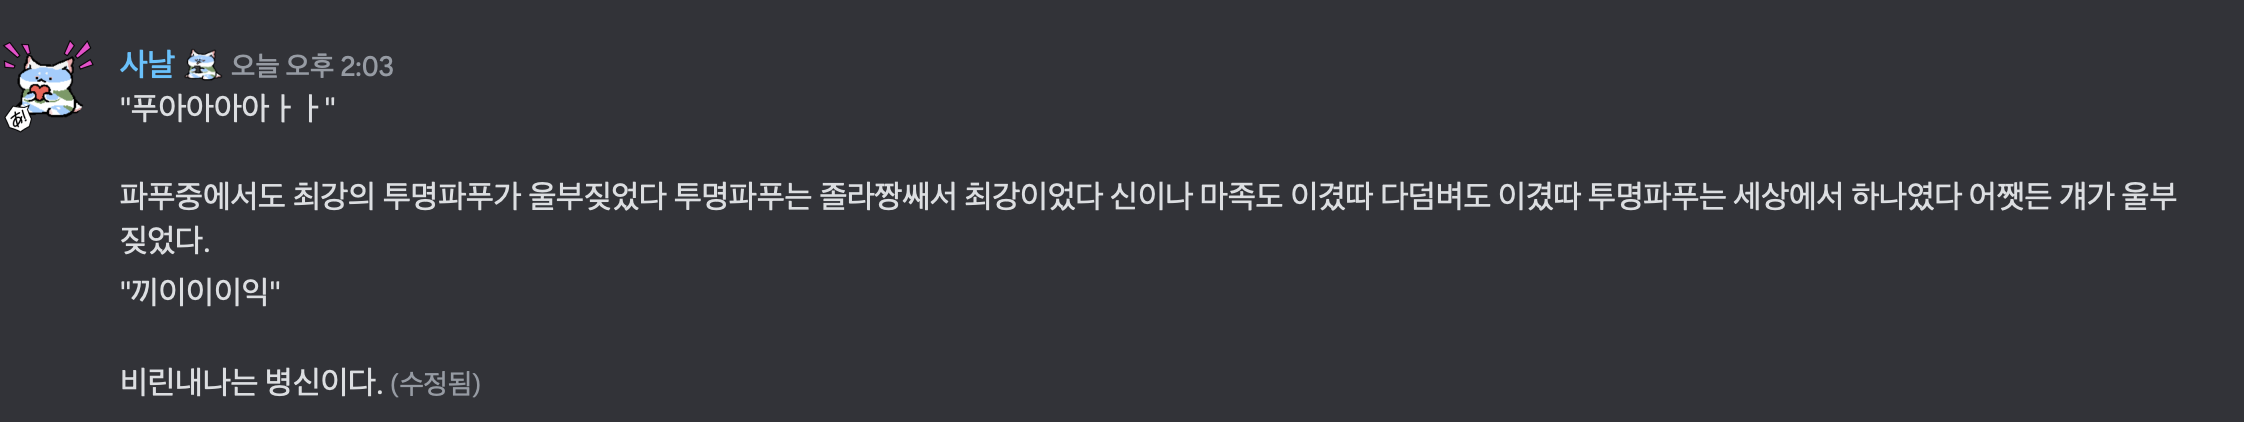 사날 오늘 오후 2:03
"푸아아아아ㅏㅏ"
파푸중에서도 최강의 투명파푸가 울부짖었다 투명파푸는 졸라짱쌔서 최강이었다 신이나 마족도 이겼따 다덤벼도 이겼따 투명파푸는 세상에서 하나였다 어쨋든 걔가 울부
짖었다.
"끼이이이익"
비린내나는 병신이다. (수정됨)